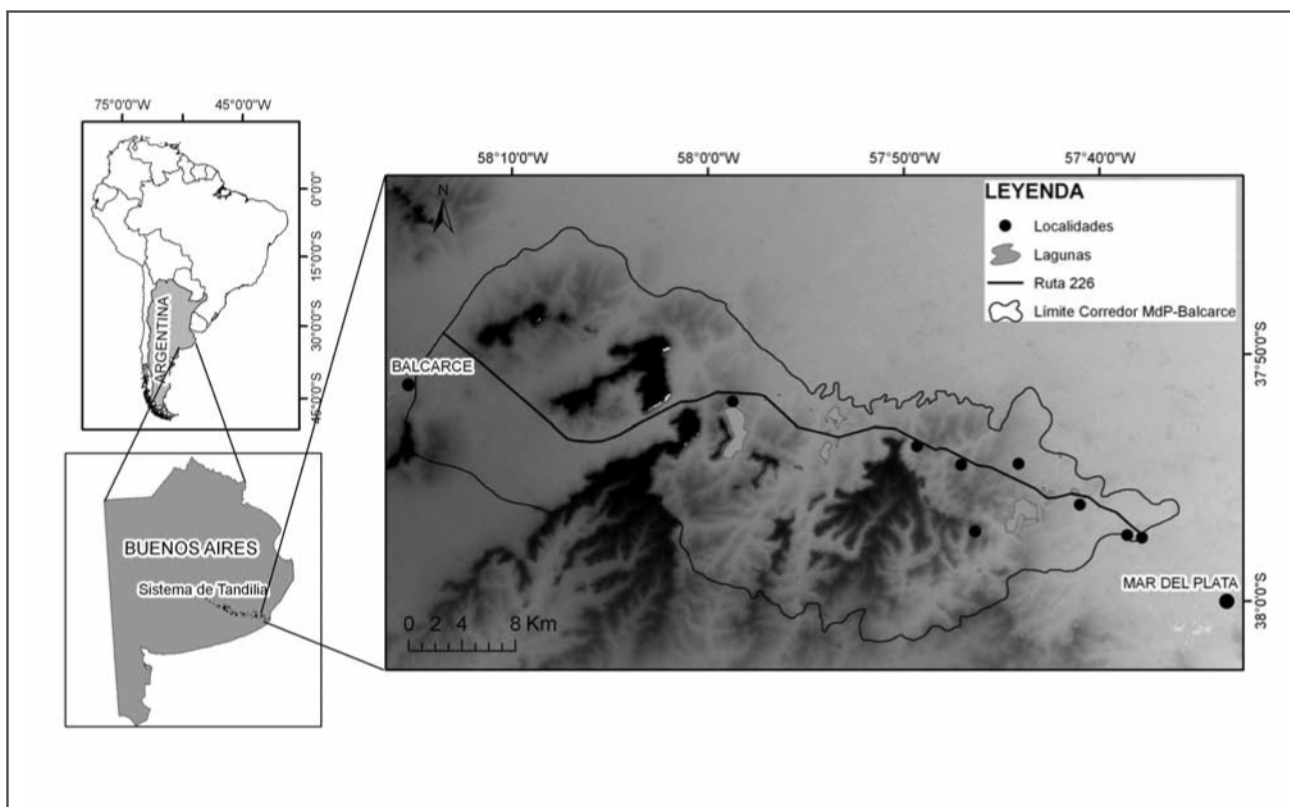 75°0'0"W
45°0'0"W
0°0'0"
15°0'0"S
30°0'0"S
45°0'0"S
ARGENTINA
BUENOS AIRES
Sistema de Tandilia
58°10'0"W
58°0'0"W
57°50'0"W
57°40'0"W
N
LEYENDA
Localidades
Lagunas
Ruta 226
Límite Corredor MdP-Balcarce
BALCARCE
MAR DEL PLATA
37°50'0"S
38°0'0"S
0 2 4 8 Km